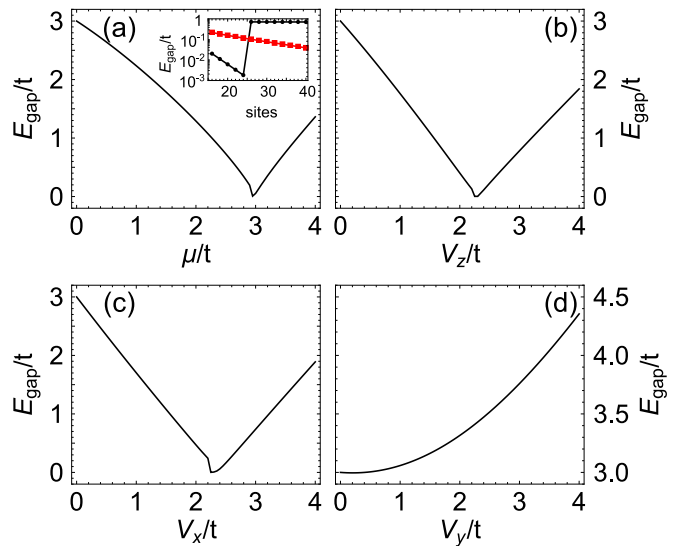 (a)
E_gap/t
3
2
1
0
0 1 2 3 4
μ/t
E_gap/t
1
10^-1
10^-2
10^-3
20 30 40
sites
(b)
3
2
1
0
E_gap/t
0 1 2 3 4
V_z/t
(c)
E_gap/t
3
2
1
0
0 1 2 3 4
V_x/t
(d)
4.5
4.0
3.5
3.0
E_gap/t
0 1 2 3 4
V_y/t